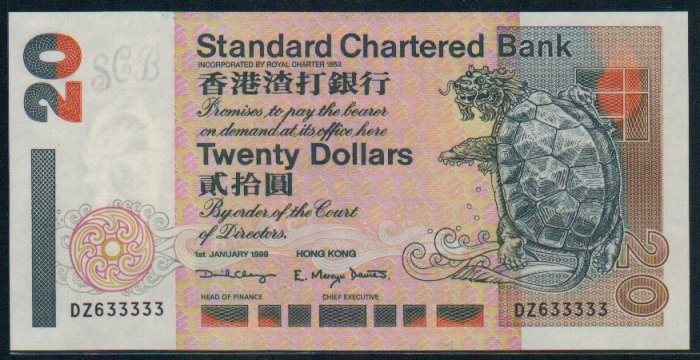 20
SCB
Standard Chartered Bank
INCORPORATED BY ROYAL CHARTER 1853
香港渣打銀行
Promises to pay the bearer
on demand at its office here
Twenty Dollars
貳拾圓
By order of the Court
of Directors.
1st JANUARY 1999 HONG KONG
HEAD OF FINANCE CHIEF EXECUTIVE
DZ633333 DZ633333
20